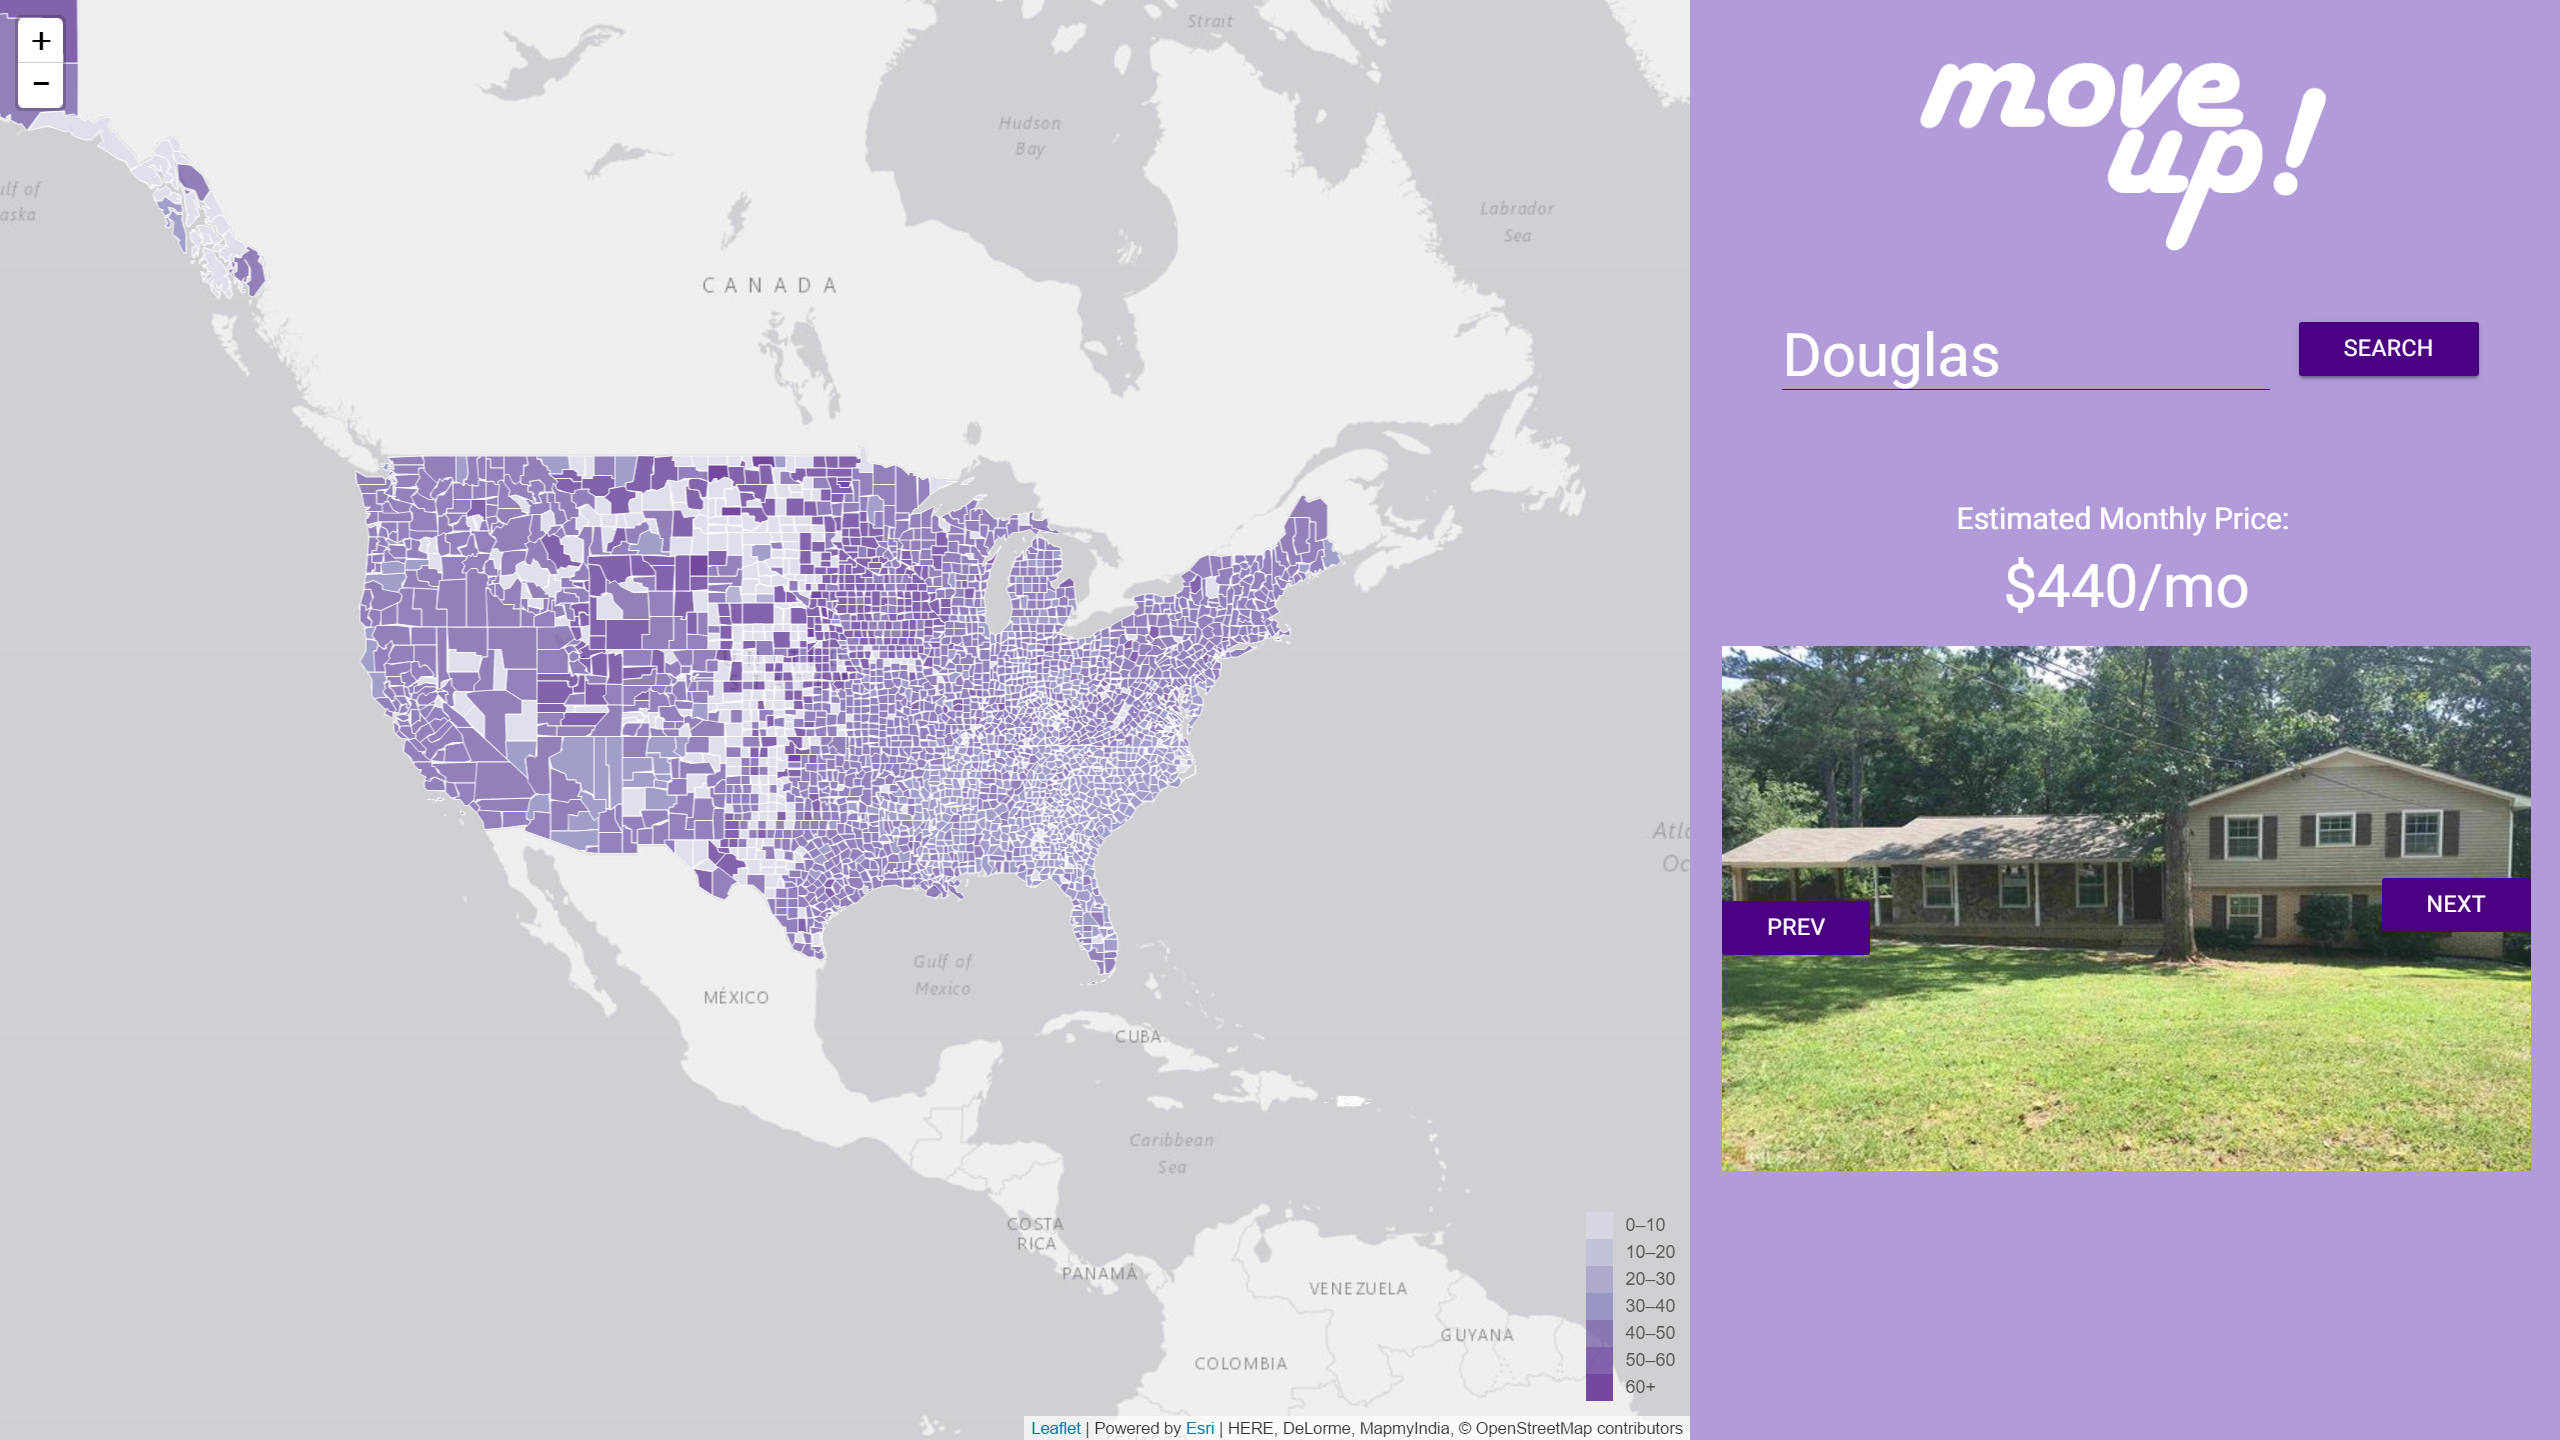 +
−
Strait
Hudson
Bay
Labrador
Sea
ulf of
aska
CANADA
Atl
Oc
Gulf of
Mexico
MÉXICO
CUBA
Caribbean
Sea
COSTA
RICA
PANAMÁ
VENEZUELA
GUYANA
COLOMBIA
0–10
10–20
20–30
30–40
40–50
50–60
60+
Leaflet | Powered by Esri | HERE, DeLorme, MapmyIndia, © OpenStreetMap contributors
move
up!
Douglas
SEARCH
Estimated Monthly Price:
$440/mo
PREV
NEXT